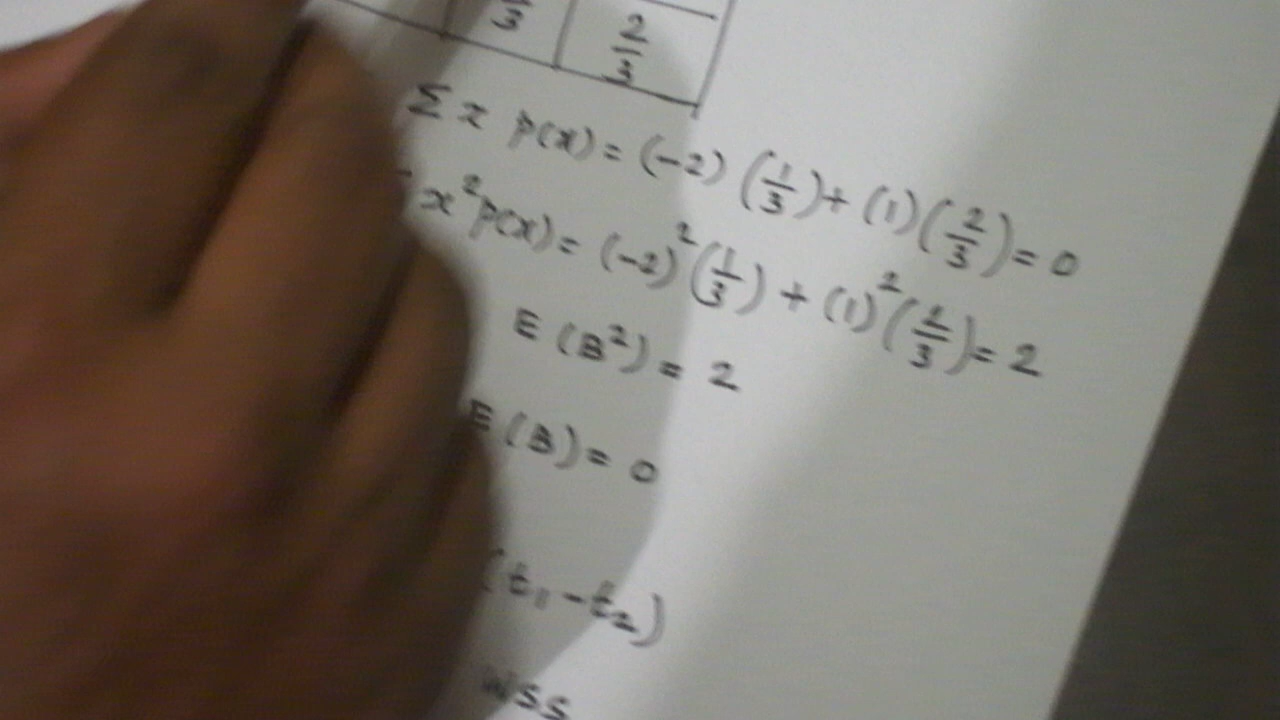 1/3 2/3
Σ x p(x) = (-2) (1/3) + (1) (2/3) = 0
x² p(x) = (-2)² (1/3) + (1)² (2/3) = 2
E (B²) = 2
E (B) = 0
(t₁ - t₂)
WSS